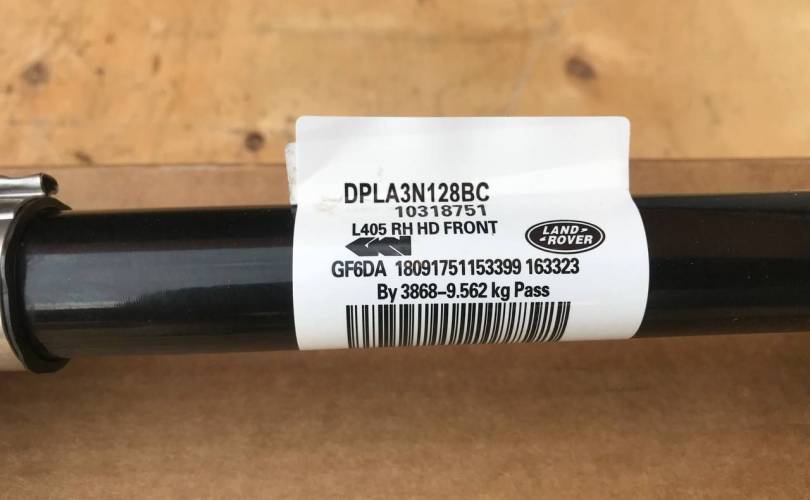 DPLA3N128BC
10318751
L405 RH HD FRONT
LAND
ROVER
GF6DA 18091751153399 163323
By 3868-9.562 kg Pass